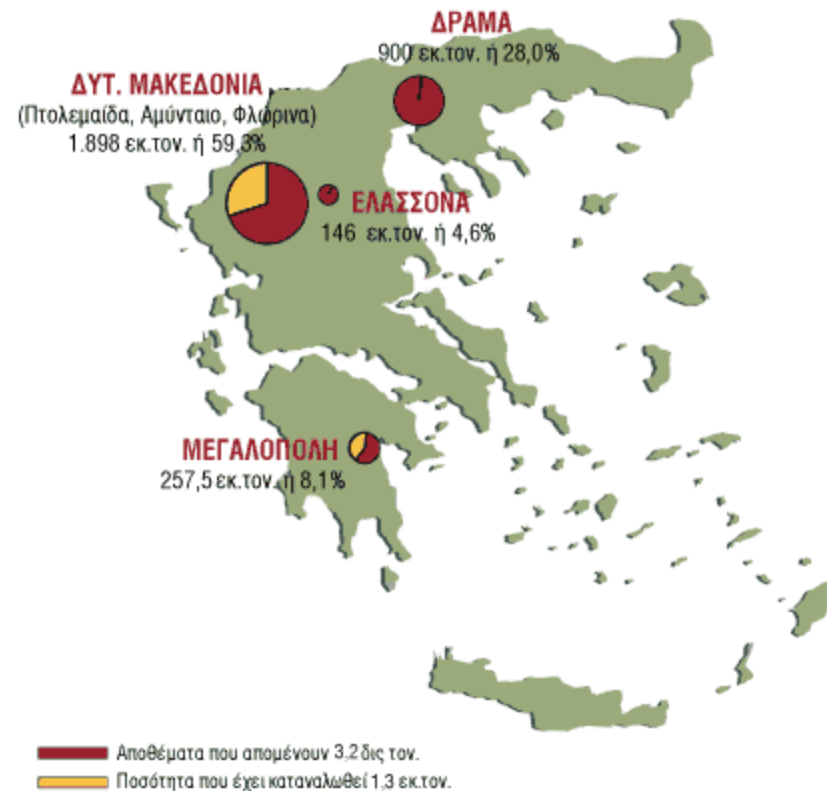 ΔΡΑΜΑ
900 εκ.τον. ή 28,0%
ΔΥΤ. ΜΑΚΕΔΟΝΙΑ
(Πτολεμαίδα, Αμύνταιο, Φλώρινα)
1.898 εκ.τον. ή 59,3%
ΕΛΑΣΣΟΝΑ
146 εκ.τον. ή 4,6%
ΜΕΓΑΛΟΠΟΛΗ
257,5 εκ.τον. ή 8,1%
Αποθέματα που απομένουν 3,2 δις τον.
Ποσότητα που έχει καταναλωθεί 1,3 εκ.τον.